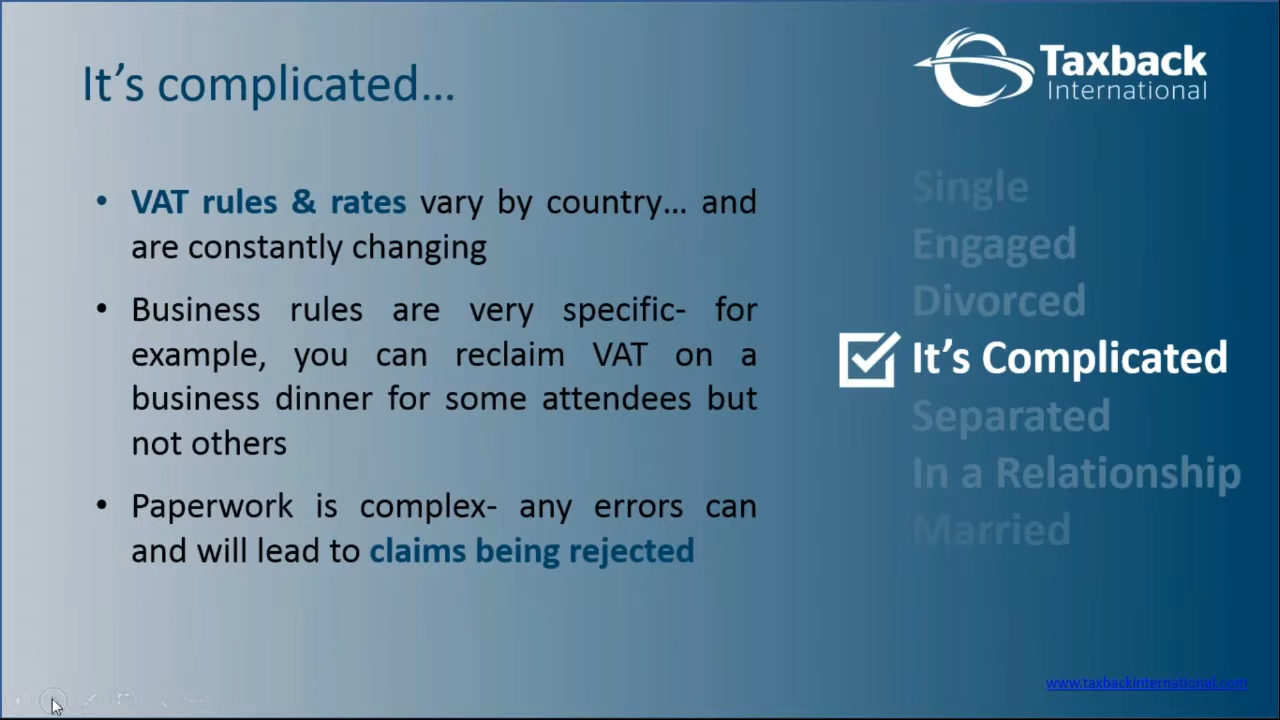 It's complicated...
Taxback
International
• VAT rules & rates vary by country... and
are constantly changing
• Business rules are very specific- for
example, you can reclaim VAT on a
business dinner for some attendees but
not others
• Paperwork is complex- any errors can
and will lead to claims being rejected
Single
Engaged
Divorced
It's Complicated
Separated
In a Relationship
Married
www.taxbackinternational.com